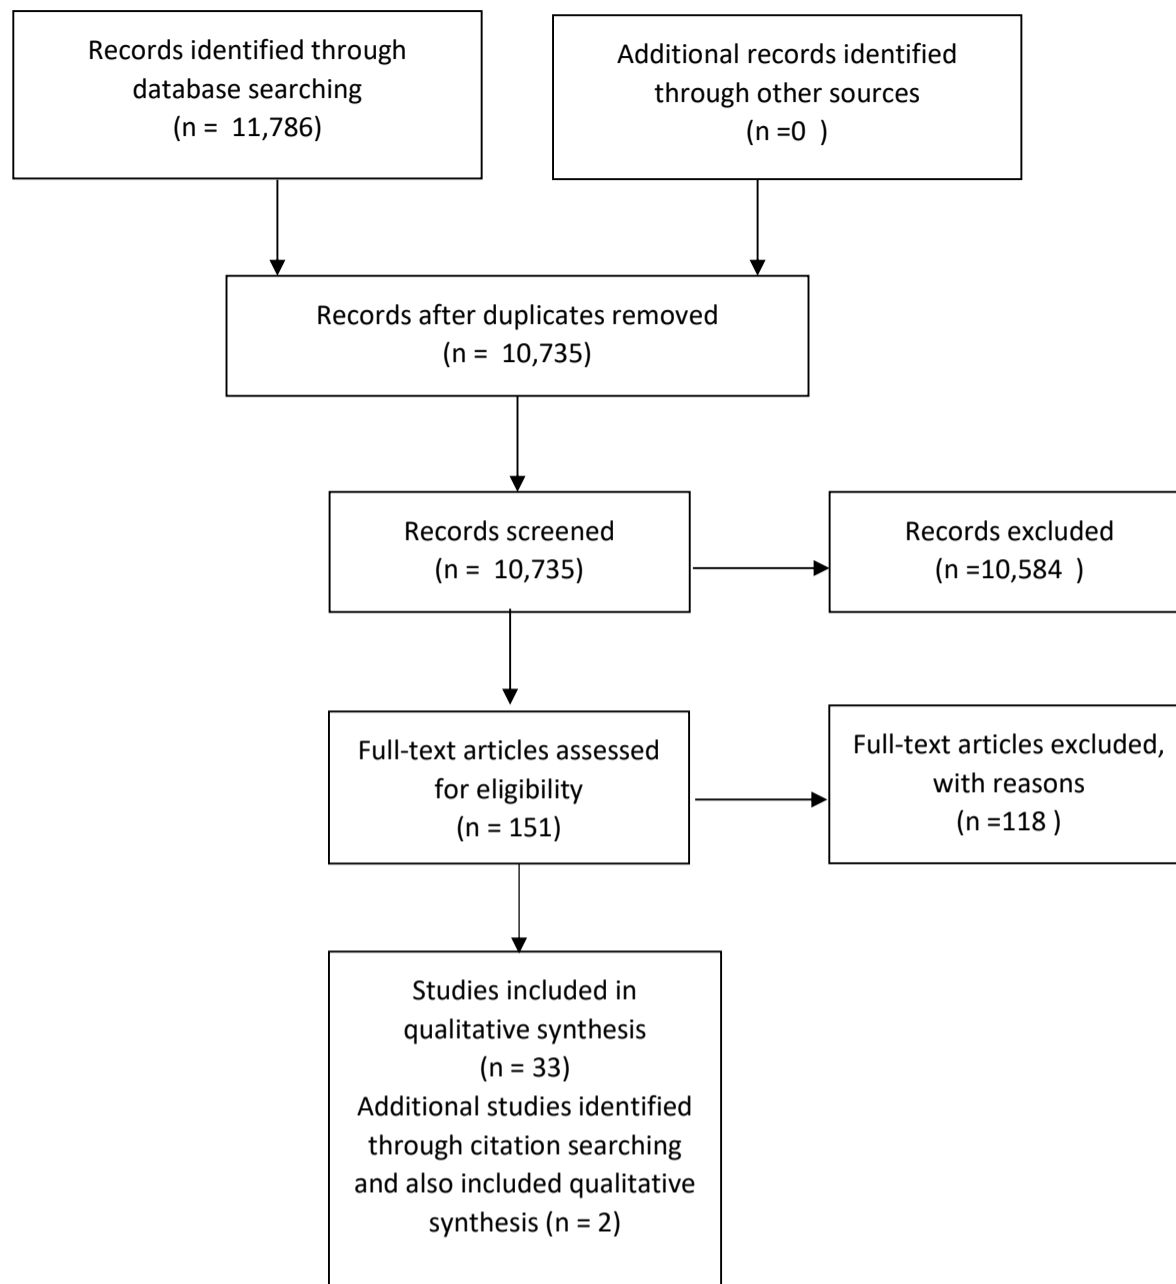 Records identified through
database searching
(n =  11,786)
Additional records identified
through other sources
(n =0  )
Records after duplicates removed
(n =  10,735)
Records screened
(n =  10,735)
Records excluded
(n =10,584  )
Full-text articles assessed
for eligibility
(n = 151)
Full-text articles excluded,
with reasons
(n =118 )
Studies included in
qualitative synthesis
(n = 33)
Additional studies identified
through citation searching
and also included qualitative
synthesis (n = 2)